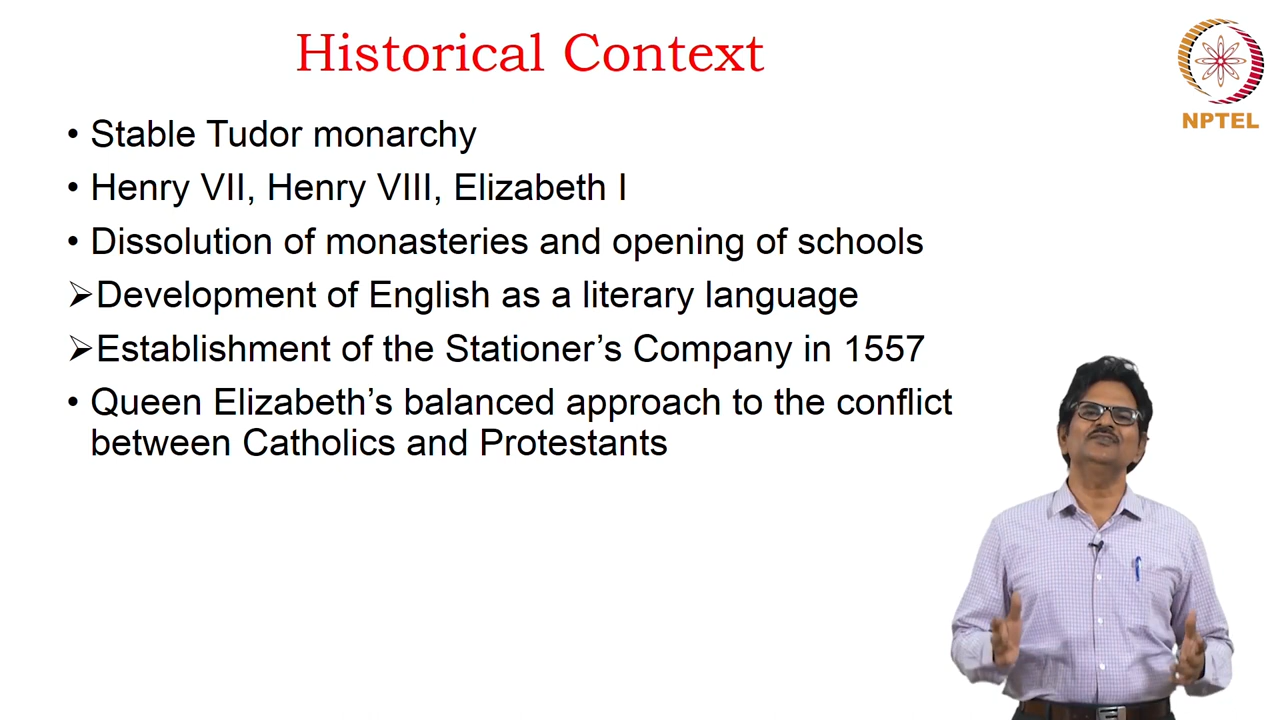 Historical Context
NPTEL
• Stable Tudor monarchy
• Henry VII, Henry VIII, Elizabeth I
• Dissolution of monasteries and opening of schools
➢Development of English as a literary language
➢Establishment of the Stationer’s Company in 1557
• Queen Elizabeth’s balanced approach to the conflict
between Catholics and Protestants